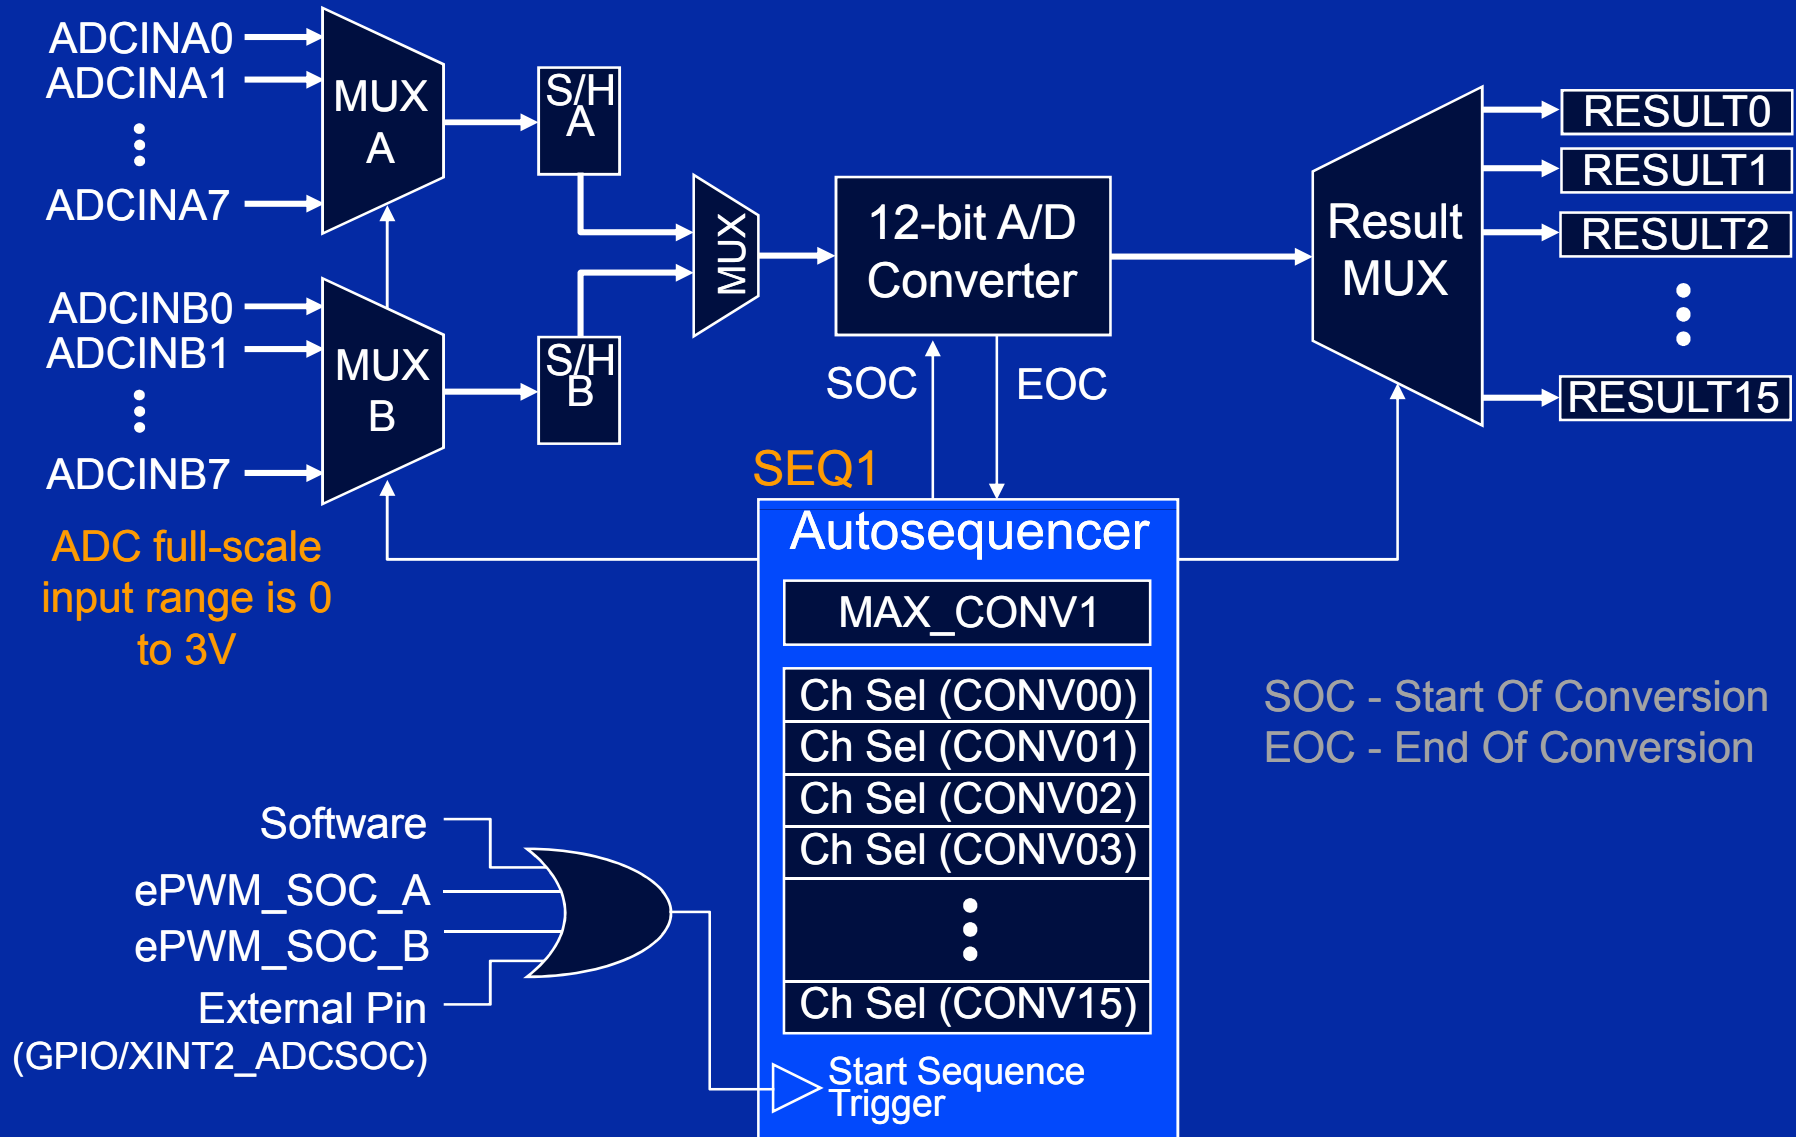 ADCINA0
ADCINA1
ADCINA7
MUX
A
S/H
A
ADCINB0
ADCINB1
ADCINB7
MUX
B
S/H
B
MUX
12-bit A/D
Converter
Result
MUX
RESULT0
RESULT1
RESULT2
RESULT15
SOC
EOC
ADC full-scale
input range is 0
to 3V
SEQ1
Autosequencer
MAX_CONV1
Ch Sel (CONV00)
Ch Sel (CONV01)
Ch Sel (CONV02)
Ch Sel (CONV03)
Ch Sel (CONV15)
Start Sequence
Trigger
SOC - Start Of Conversion
EOC - End Of Conversion
Software
ePWM_SOC_A
ePWM_SOC_B
External Pin
(GPIO/XINT2_ADCSOC)